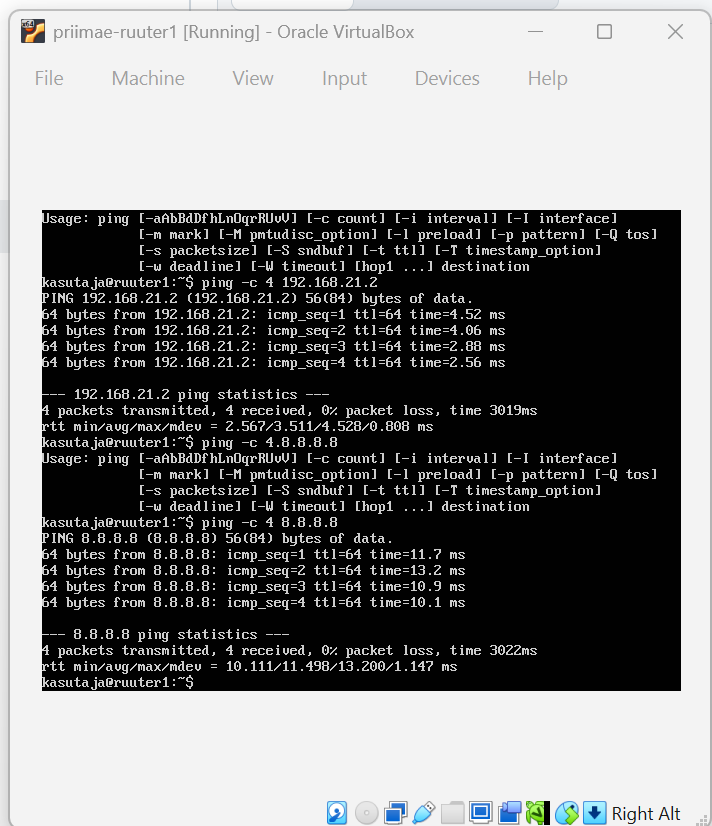 priimae-ruuter1 [Running] - Oracle VirtualBox
File Machine View Input Devices Help
Usage: ping [-aAbBdDfhLnOqrRUvV] [-c count] [-i interval] [-I interface]
            [-m mark] [-M pmtudisc_option] [-l preload] [-p pattern] [-Q tos]
            [-s packetsize] [-S sndbuf] [-t ttl] [-T timestamp_option]
            [-w deadline] [-W timeout] [hop1 ...] destination
kasutaja@ruuter1:~$ ping -c 4 192.168.21.2
PING 192.168.21.2 (192.168.21.2) 56(84) bytes of data.
64 bytes from 192.168.21.2: icmp_seq=1 ttl=64 time=4.52 ms
64 bytes from 192.168.21.2: icmp_seq=2 ttl=64 time=4.06 ms
64 bytes from 192.168.21.2: icmp_seq=3 ttl=64 time=2.88 ms
64 bytes from 192.168.21.2: icmp_seq=4 ttl=64 time=2.56 ms

--- 192.168.21.2 ping statistics ---
4 packets transmitted, 4 received, 0% packet loss, time 3019ms
rtt min/avg/max/mdev = 2.567/3.511/4.528/0.808 ms
kasutaja@ruuter1:~$ ping -c 4.8.8.8.8
Usage: ping [-aAbBdDfhLnOqrRUvV] [-c count] [-i interval] [-I interface]
            [-m mark] [-M pmtudisc_option] [-l preload] [-p pattern] [-Q tos]
            [-s packetsize] [-S sndbuf] [-t ttl] [-T timestamp_option]
            [-w deadline] [-W timeout] [hop1 ...] destination
kasutaja@ruuter1:~$ ping -c 4 8.8.8.8
PING 8.8.8.8 (8.8.8.8) 56(84) bytes of data.
64 bytes from 8.8.8.8: icmp_seq=1 ttl=64 time=11.7 ms
64 bytes from 8.8.8.8: icmp_seq=2 ttl=64 time=13.2 ms
64 bytes from 8.8.8.8: icmp_seq=3 ttl=64 time=10.9 ms
64 bytes from 8.8.8.8: icmp_seq=4 ttl=64 time=10.1 ms

--- 8.8.8.8 ping statistics ---
4 packets transmitted, 4 received, 0% packet loss, time 3022ms
rtt min/avg/max/mdev = 10.111/11.498/13.200/1.147 ms
kasutaja@ruuter1:~$
Right Alt